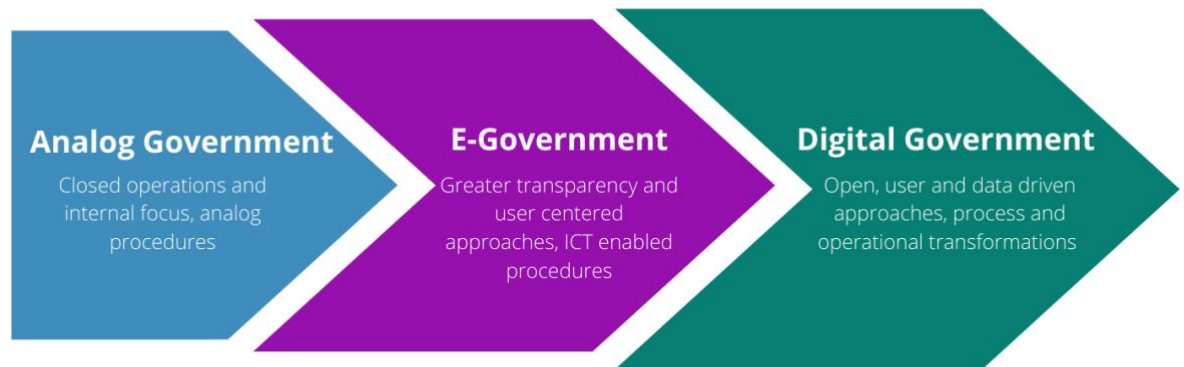 Analog Government
Closed operations and
internal focus, analog
procedures
E-Government
Greater transparency and
user centered
approaches, ICT enabled
procedures
Digital Government
Open, user and data driven
approaches, process and
operational transformations